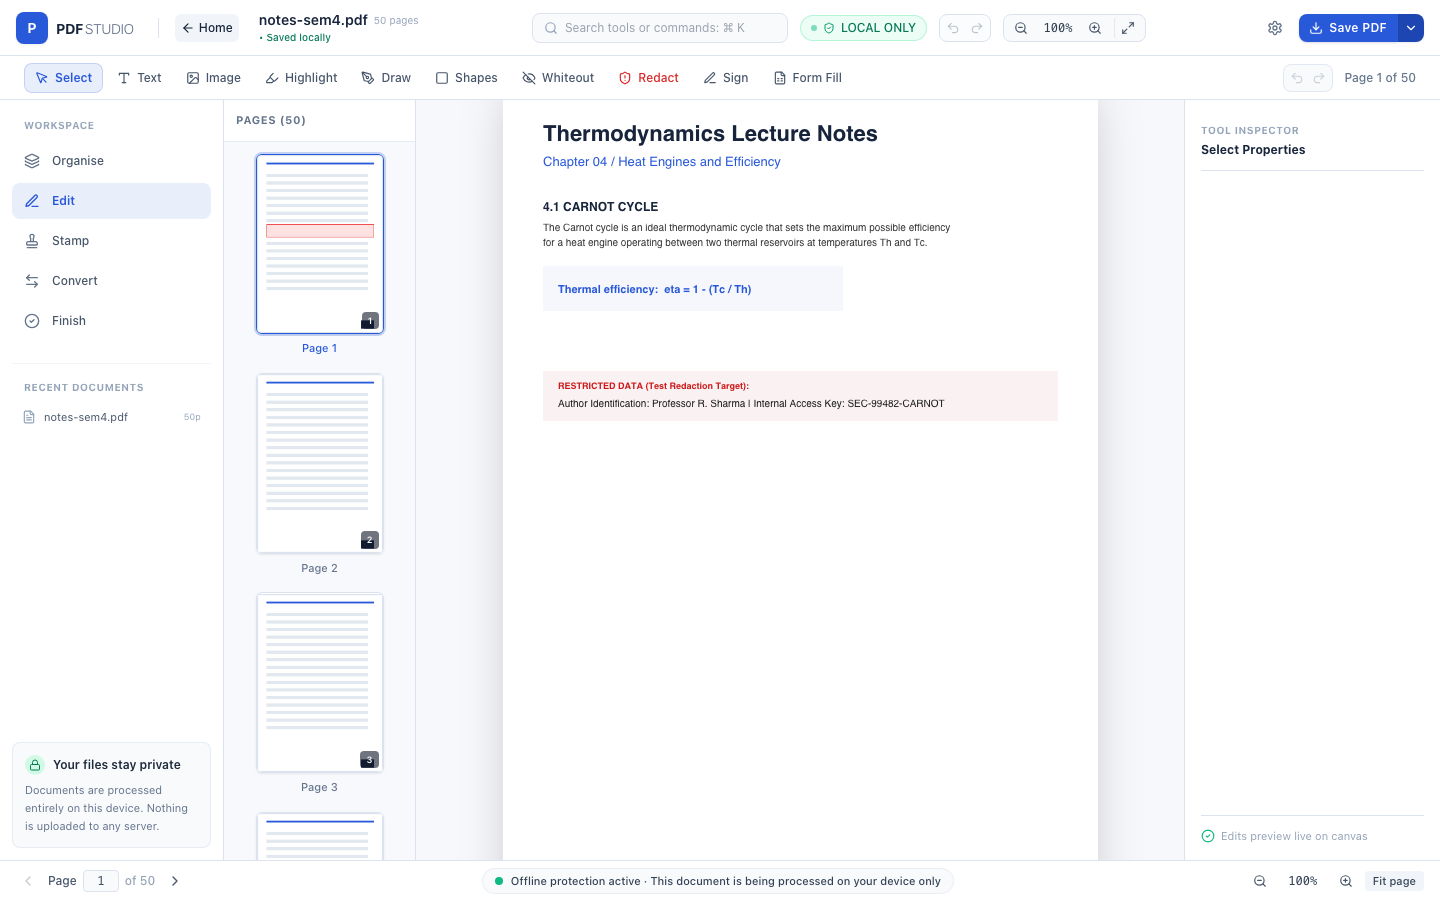 P PDFSTUDIO
Home
notes-sem4.pdf 50 pages
• Saved locally
Search tools or commands: ⌘ K
LOCAL ONLY
100%
Save PDF
Select
Text
Image
Highlight
Draw
Shapes
Whiteout
Redact
Sign
Form Fill
Page 1 of 50
WORKSPACE
Organise
Edit
Stamp
Convert
Finish
RECENT DOCUMENTS
notes-sem4.pdf 50p
Your files stay private
Documents are processed
entirely on this device. Nothing
is uploaded to any server.
PAGES (50)
1
Page 1
2
Page 2
3
Page 3
Thermodynamics Lecture Notes
Chapter 04 / Heat Engines and Efficiency
4.1 CARNOT CYCLE
The Carnot cycle is an ideal thermodynamic cycle that sets the maximum possible efficiency
for a heat engine operating between two thermal reservoirs at temperatures Th and Tc.
Thermal efficiency: eta = 1 - (Tc / Th)
RESTRICTED DATA (Test Redaction Target):
Author Identification: Professor R. Sharma | Internal Access Key: SEC-99482-CARNOT
TOOL INSPECTOR
Select Properties
Edits preview live on canvas
Page 1 of 50
Offline protection active · This document is being processed on your device only
100%
Fit page